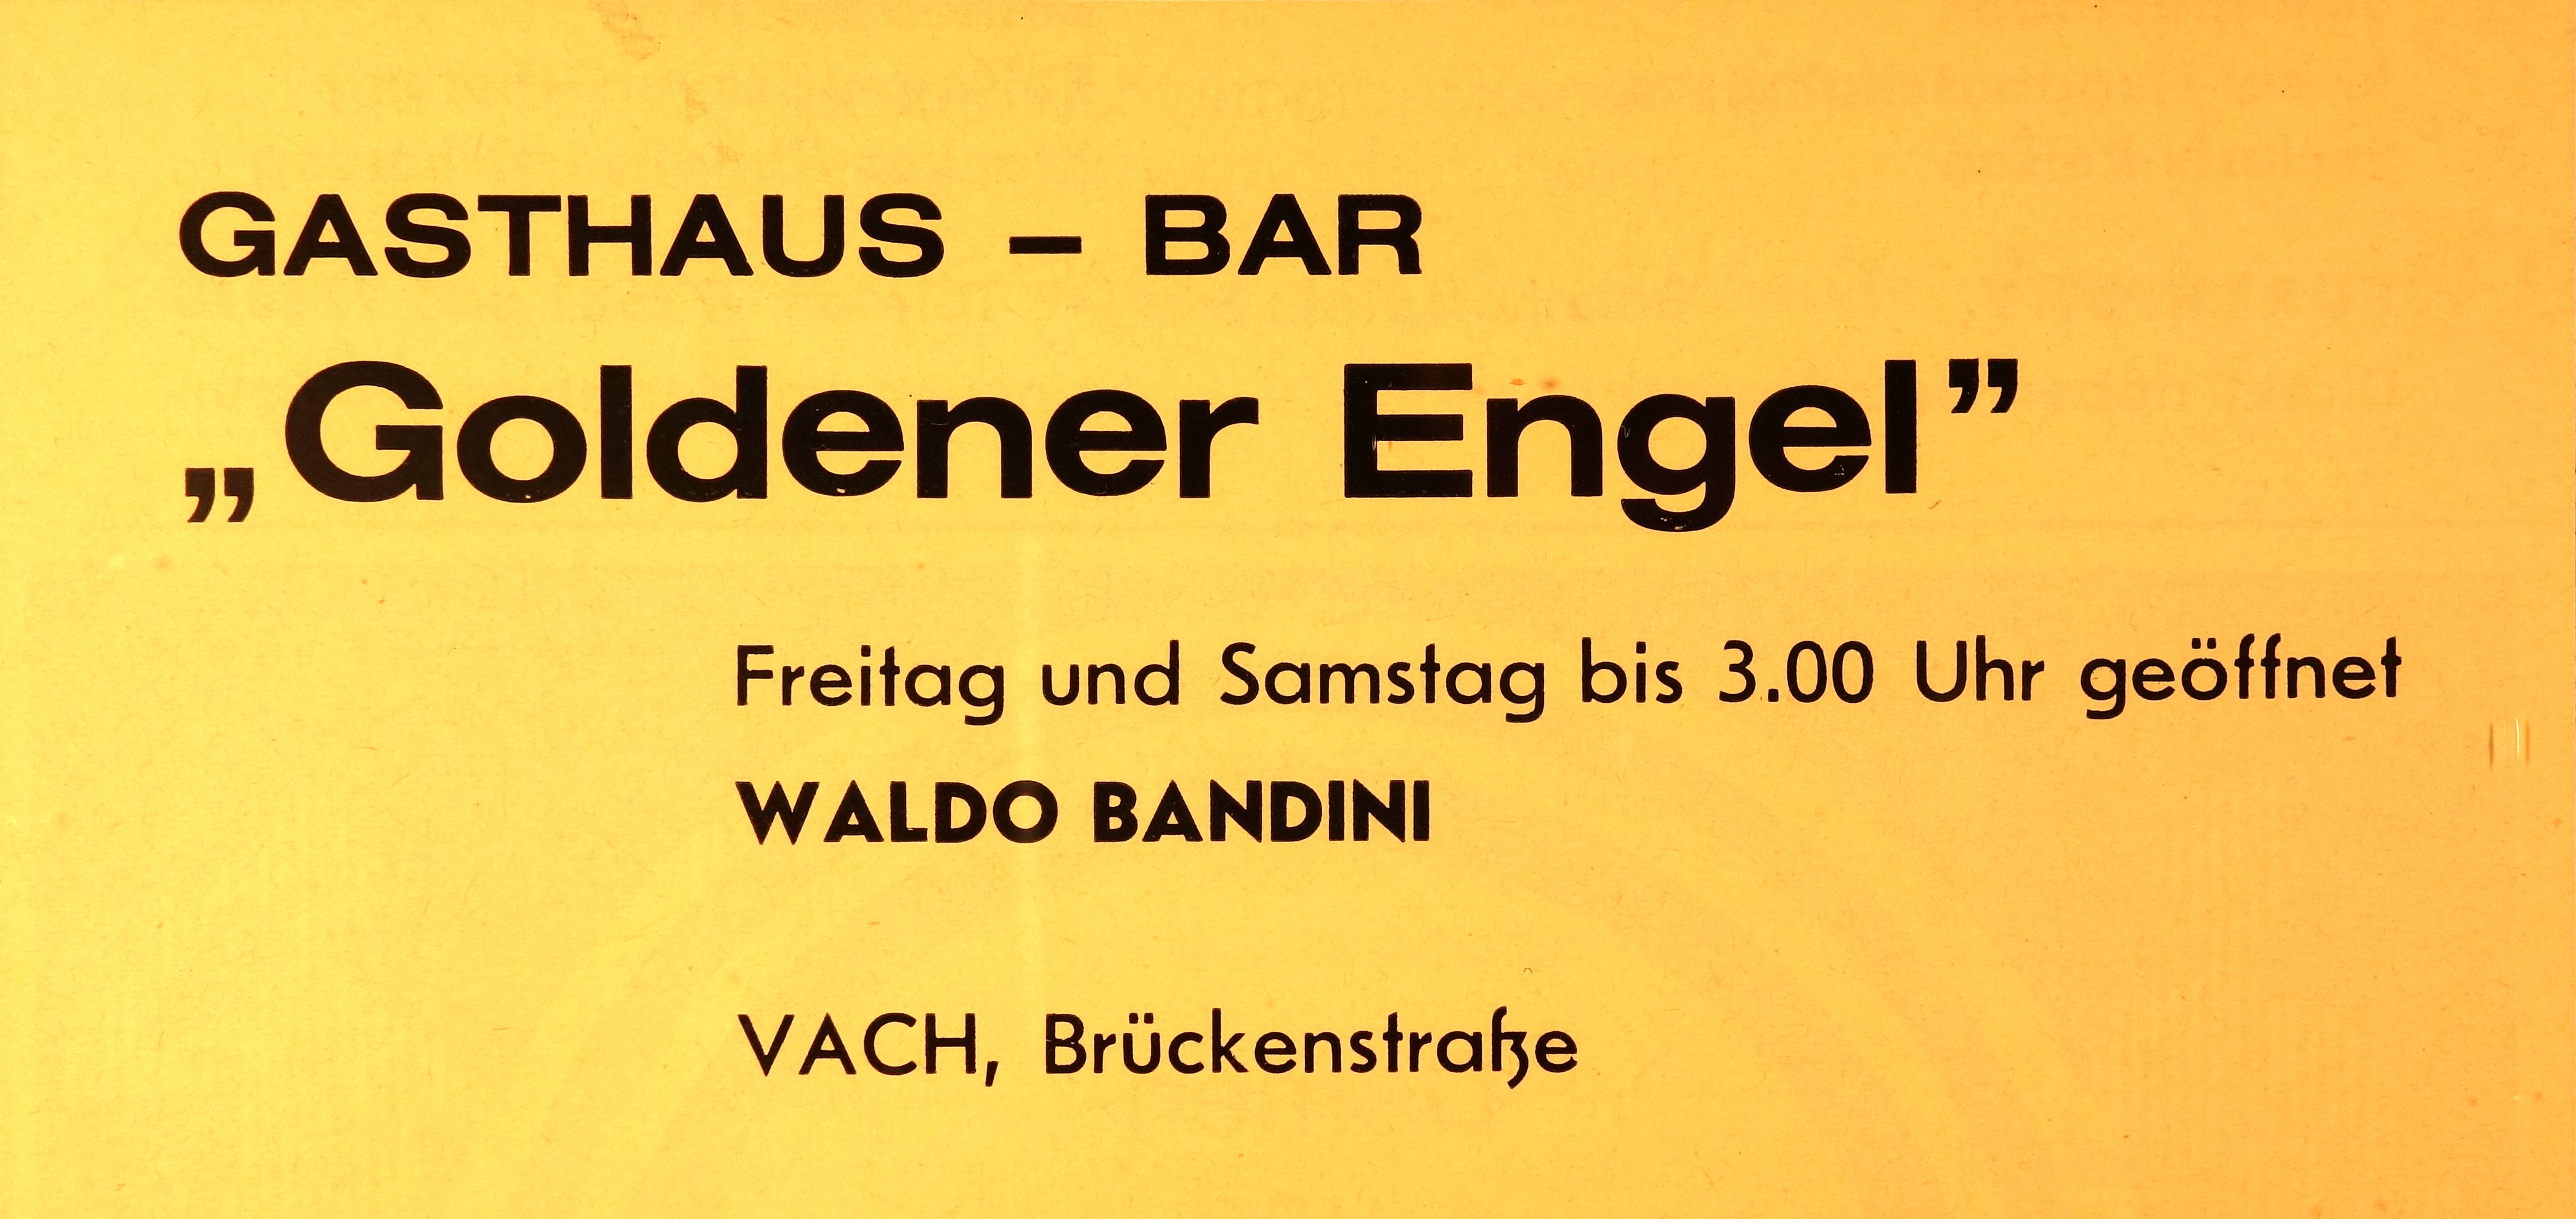 GASTHAUS – BAR
„Goldener Engel”
Freitag und Samstag bis 3.00 Uhr geöffnet
WALDO BANDINI
VACH, Brückenstraße